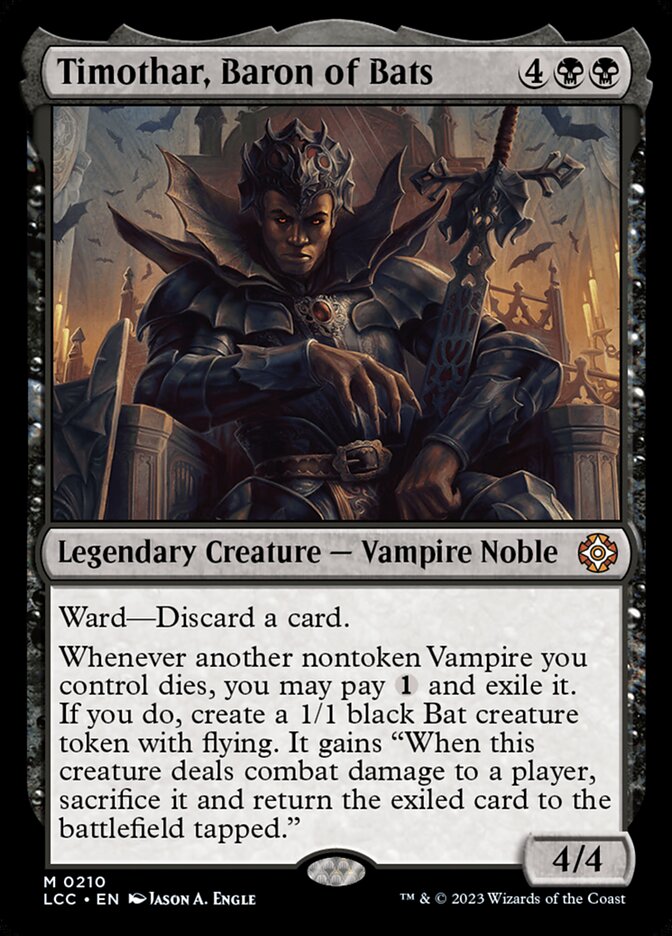 Timothar, Baron of Bats 4
Legendary Creature — Vampire Noble
Ward—Discard a card.
Whenever another nontoken Vampire you
control dies, you may pay 1 and exile it.
If you do, create a 1/1 black Bat creature
token with flying. It gains “When this
creature deals combat damage to a player,
sacrifice it and return the exiled card to the
battlefield tapped.”
4/4
M 0210
LCC • EN Jason A. Engle
™ & © 2023 Wizards of the Coast